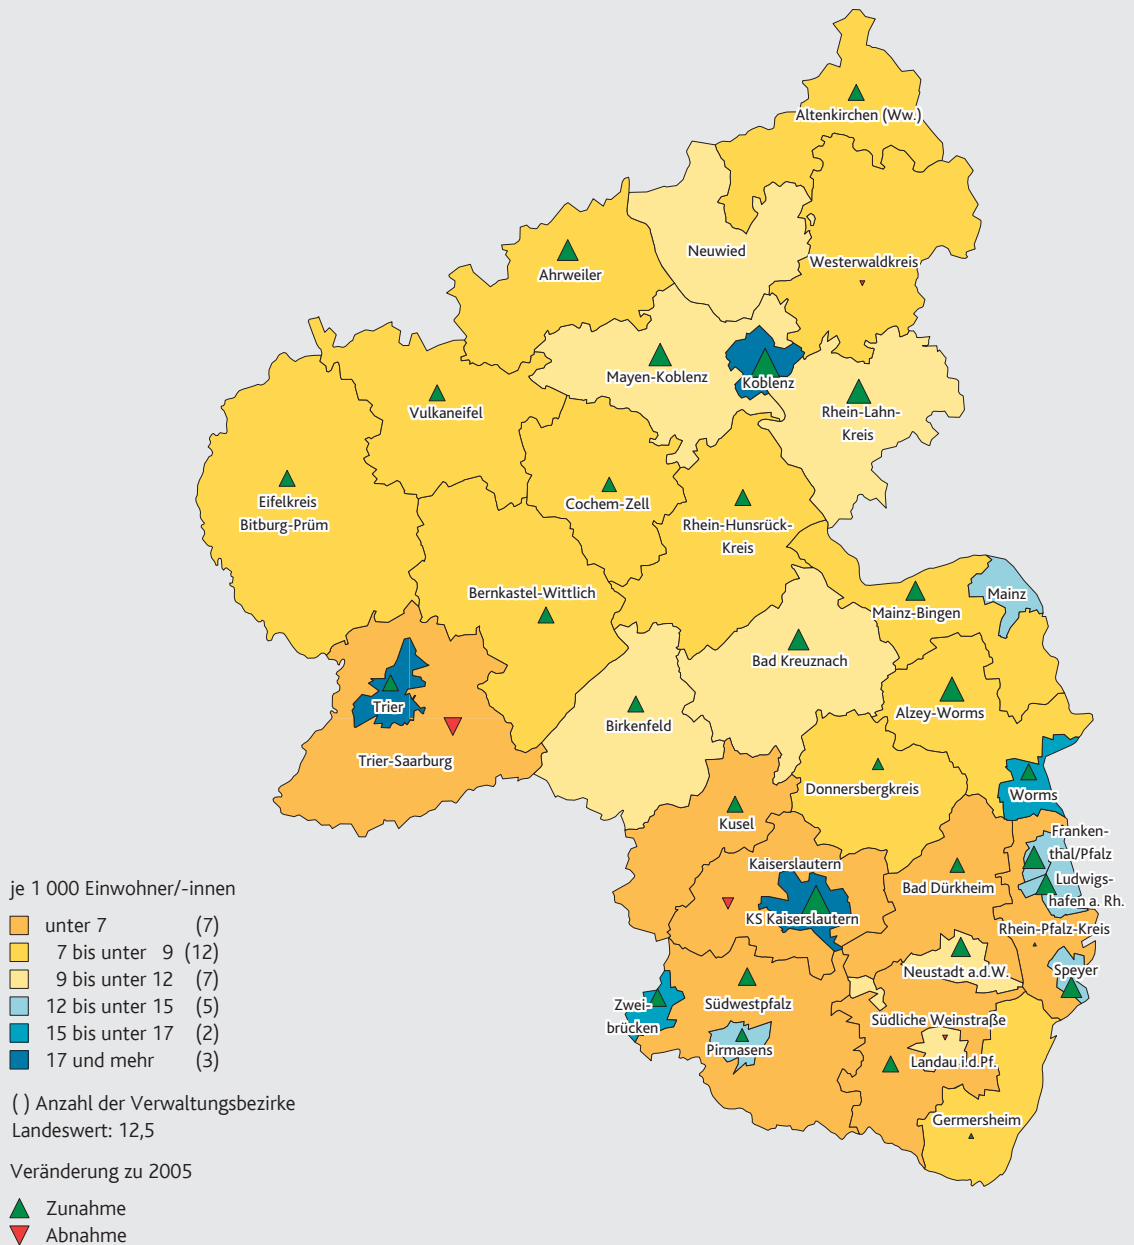 Altenkirchen (Ww.)
Neuwied
Westerwaldkreis
Ahrweiler
Mayen-Koblenz
Koblenz
Rhein-Lahn-
Kreis
Vulkaneifel
Eifelkreis
Bitburg-Prüm
Cochem-Zell
Rhein-Hunsrück-
Kreis
Bernkastel-Wittlich
Mainz-Bingen
Mainz
Bad Kreuznach
Trier
Trier-Saarburg
Birkenfeld
Alzey-Worms
Donnersbergkreis
Worms
Kusel
Franken-
thal/Pfalz
Kaiserslautern
Bad Dürkheim
Ludwigs-
hafen a. Rh.
KS Kaiserslautern
Rhein-Pfalz-Kreis
Neustadt a.d.W.
Speyer
Zwei-
brücken
Südwestpfalz
Südliche Weinstraße
Pirmasens
Landau i.d.Pf.
Germersheim
je 1 000 Einwohner/-innen
unter 7 (7)
7 bis unter 9 (12)
9 bis unter 12 (7)
12 bis unter 15 (5)
15 bis unter 17 (2)
17 und mehr (3)
( ) Anzahl der Verwaltungsbezirke
Landeswert: 12,5
Veränderung zu 2005
Zunahme
Abnahme